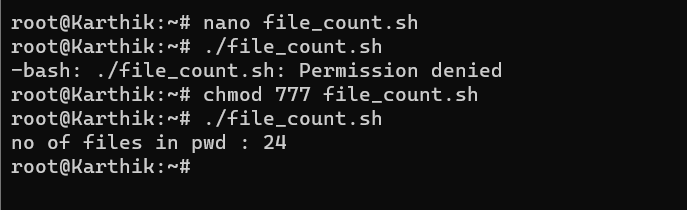 root@Karthik:~# nano file_count.sh
root@Karthik:~# ./file_count.sh
-bash: ./file_count.sh: Permission denied
root@Karthik:~# chmod 777 file_count.sh
root@Karthik:~# ./file_count.sh
no of files in pwd : 24
root@Karthik:~#